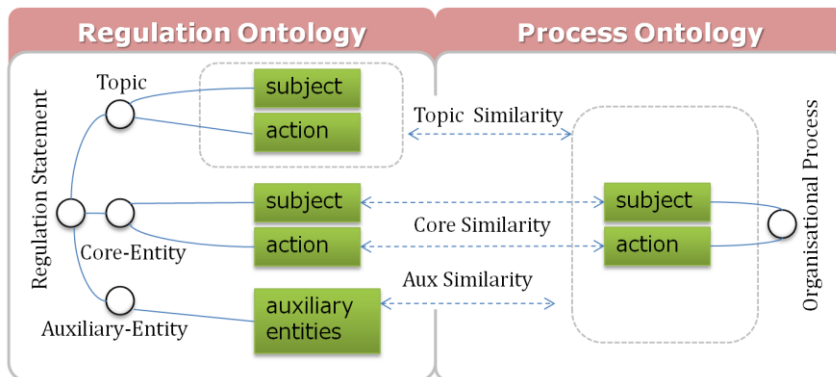 Regulation Ontology
Process Ontology
Topic
subject
action
Topic Similarity
Regulation Statement
subject
action
Core-Entity
Core Similarity
subject
action
Organisational Process
Aux Similarity
auxiliary
entities
Auxiliary-Entity